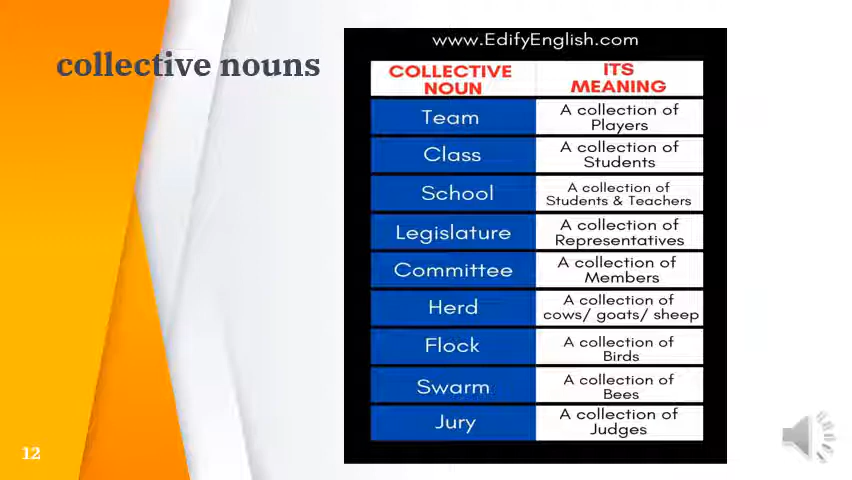 collective nouns
www.EdifyEnglish.com
COLLECTIVE
NOUN
ITS
MEANING
Team
A collection of
Players
Class
A collection of
Students
School
A collection of
Students & Teachers
Legislature
A collection of
Representatives
Committee
A collection of
Members
Herd
A collection of
cows/ goats/ sheep
Flock
A collection of
Birds
Swarm
A collection of
Bees
Jury
A collection of
Judges
12